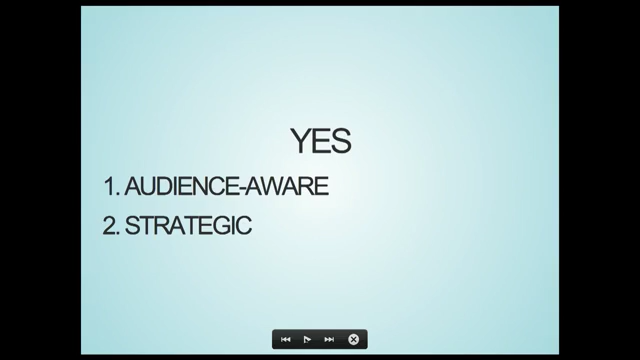 YES
1. AUDIENCE-AWARE
2. STRATEGIC